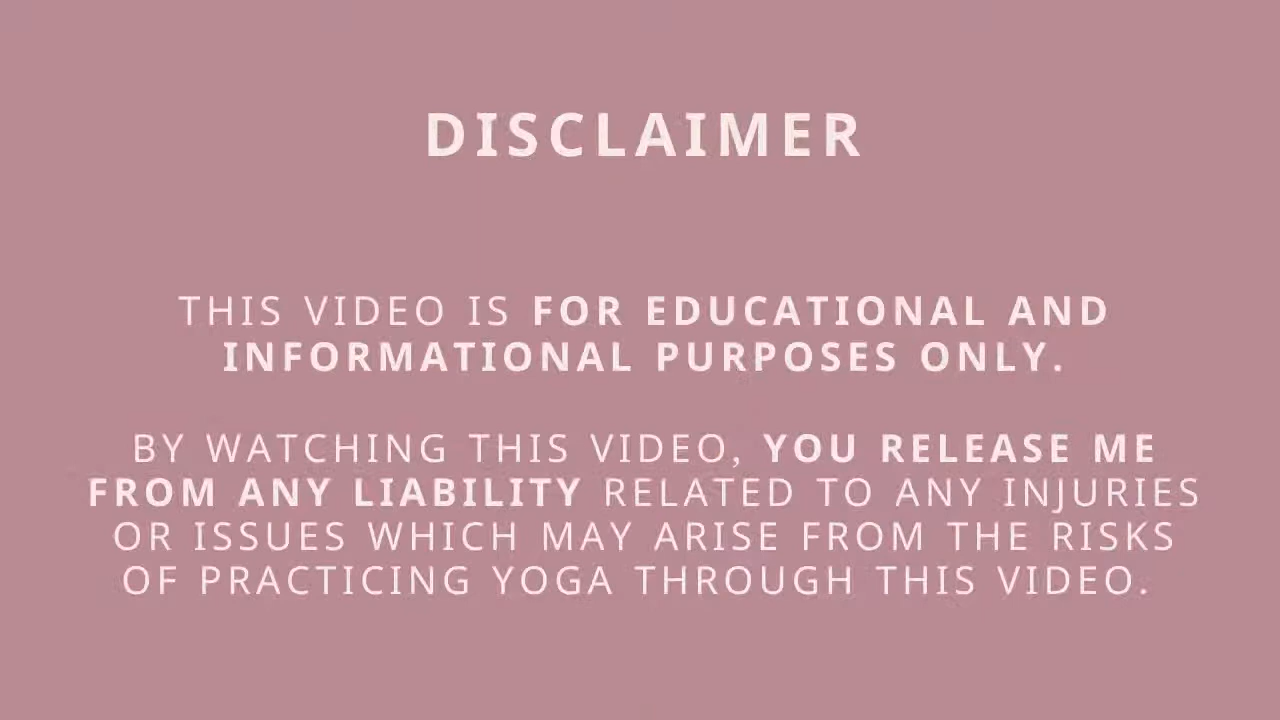 DISCLAIMER
THIS VIDEO IS FOR EDUCATIONAL AND
INFORMATIONAL PURPOSES ONLY.
BY WATCHING THIS VIDEO, YOU RELEASE ME
FROM ANY LIABILITY RELATED TO ANY INJURIES
OR ISSUES WHICH MAY ARISE FROM THE RISKS
OF PRACTICING YOGA THROUGH THIS VIDEO.